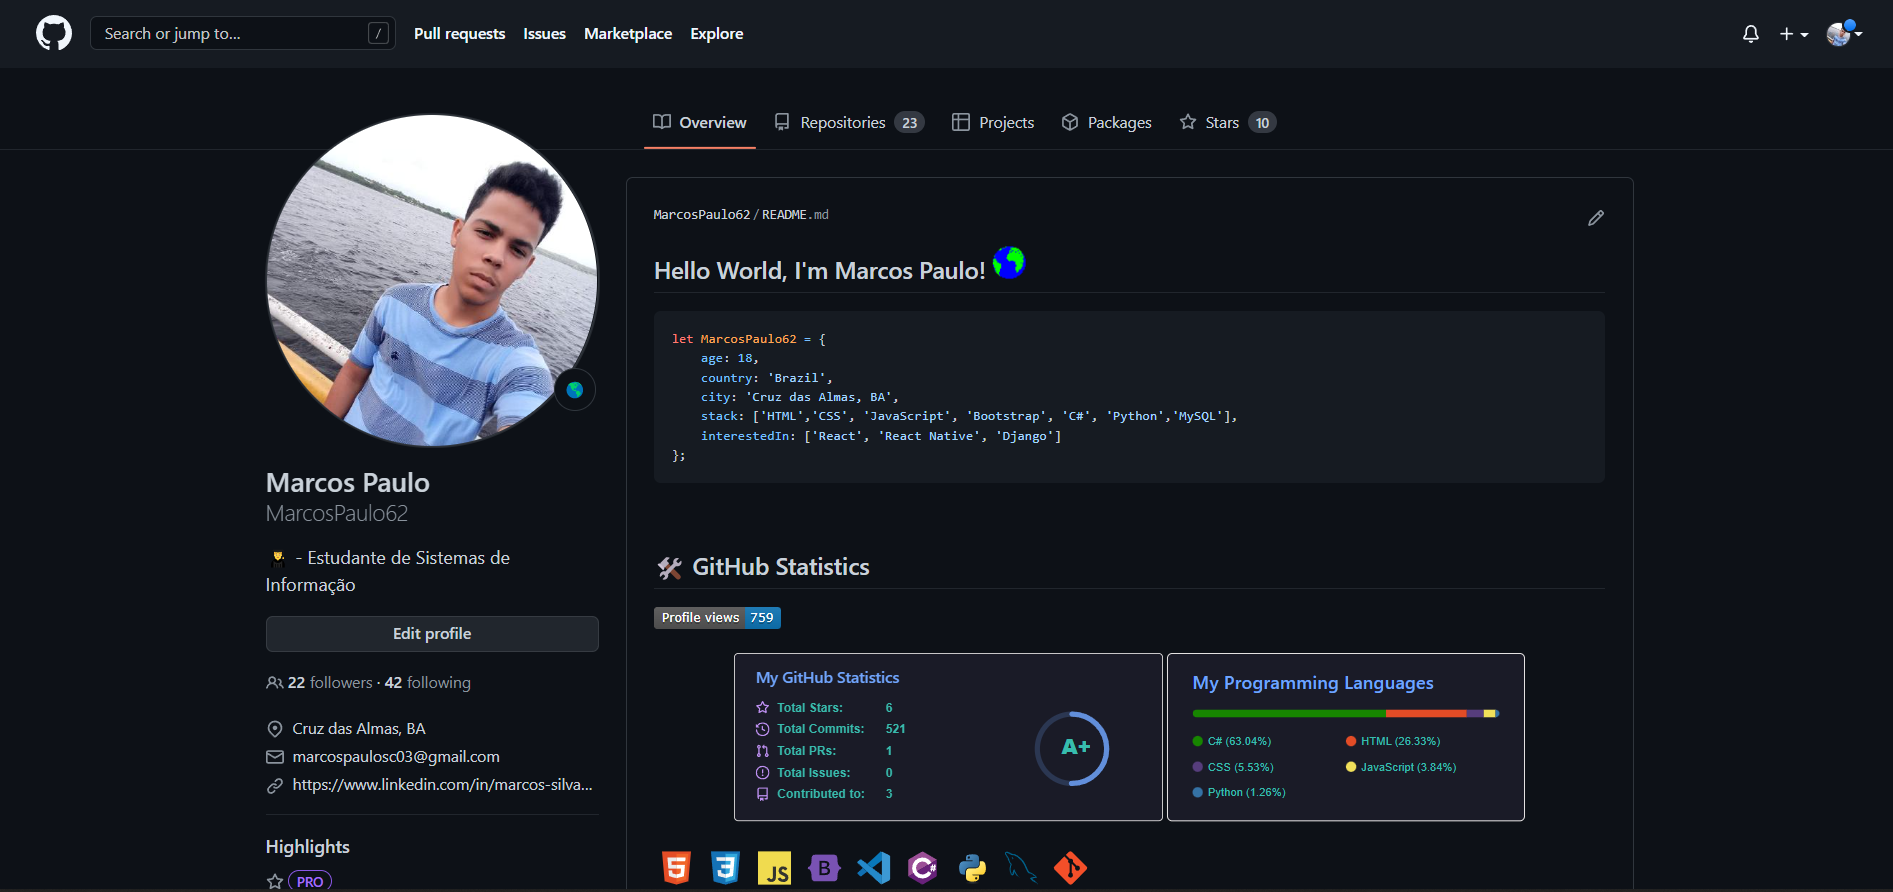 Search or jump to... /
Pull requests Issues Marketplace Explore
Overview Repositories 23 Projects Packages Stars 10
Marcos Paulo
MarcosPaulo62
- Estudante de Sistemas de
Informação
Edit profile
22 followers · 42 following
Cruz das Almas, BA
marcospaulosc03@gmail.com
https://www.linkedin.com/in/marcos-silva...
Highlights
PRO
MarcosPaulo62/README.md
Hello World, I'm Marcos Paulo!
let MarcosPaulo62 = {
age: 18,
country: 'Brazil',
city: 'Cruz das Almas, BA',
stack: ['HTML','CSS', 'JavaScript', 'Bootstrap', 'C#', 'Python','MySQL'],
interestedIn: ['React', 'React Native', 'Django']
};
GitHub Statistics
Profile views 759
My GitHub Statistics
Total Stars: 6
Total Commits: 521
Total PRs: 1
Total Issues: 0
Contributed to: 3
A+
My Programming Languages
C# (63.04%) HTML (26.33%)
CSS (5.53%) JavaScript (3.84%)
Python (1.26%)
5 3 JS B C#